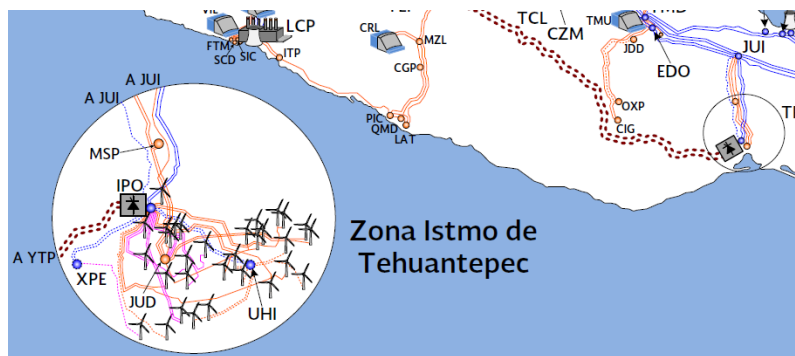 LCP
FTM
SCD
SIC
ITP
CRL
MZL
CGP
PIC
QMD
LAT
TCL
CZM
TMU
JDD
EDO
JUI
OXP
CIG
A JUI
A JUI
MSP
IPO
A YTP
XPE
JUD
UHI
Zona Istmo de
Tehuantepec